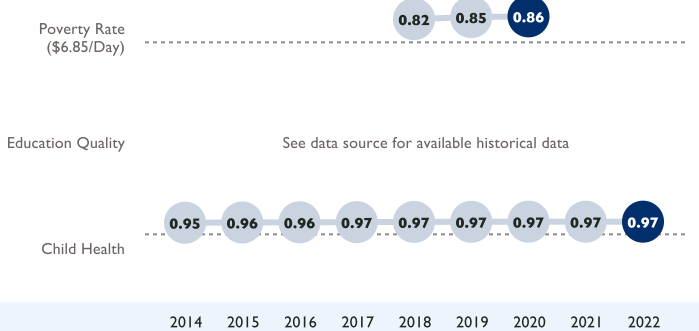 0.82 0.85 0.86
Poverty Rate
($6.85/Day)
Education Quality See data source for available historical data
0.95 0.96 0.96 0.97 0.97 0.97 0.97 0.97 0.97
Child Health
2014 2015 2016 2017 2018 2019 2020 2021 2022